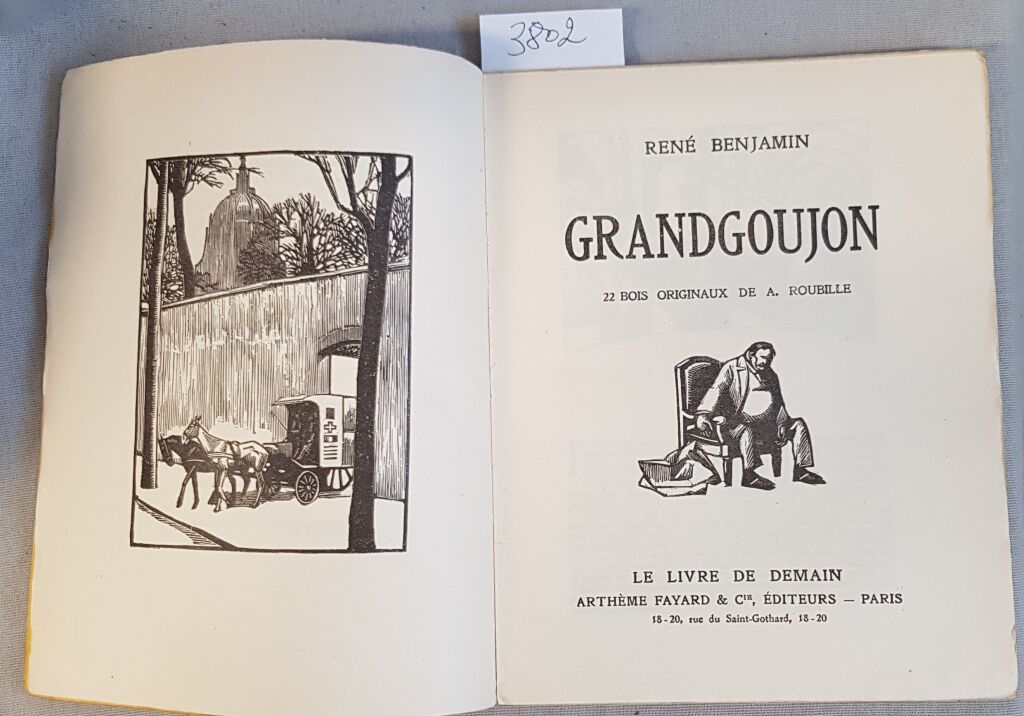 3802
RENÉ BENJAMIN
GRANDGOUJON
22 BOIS ORIGINAUX DE A. ROUBILLE
LE LIVRE DE DEMAIN
ARTHÈME FAYARD & Cᴵᴱ, ÉDITEURS — PARIS
18-20, rue du Saint-Gothard, 18-20